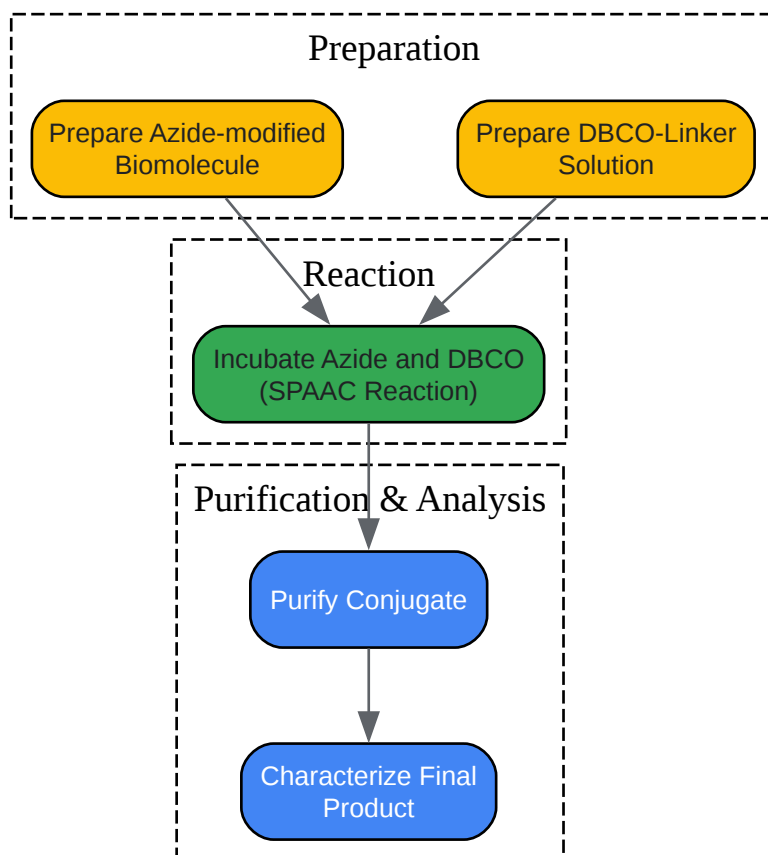 Preparation
Prepare Azide-modified
Biomolecule
Prepare DBCO-Linker
Solution
Reaction
Incubate Azide and DBCO
(SPAAC Reaction)
Purification & Analysis
Purify Conjugate
Characterize Final
Product